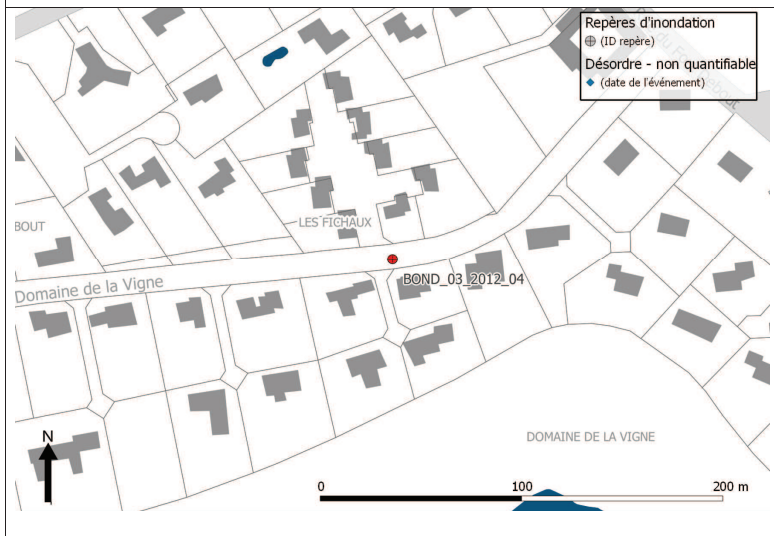 Repères d'inondation
(ID repère)
Désordre - non quantifiable
(date de l'événement)
BOUT
LES FICHAUX
Domaine de la Vigne
BOND_03_2012_04
DOMAINE DE LA VIGNE
N
0 100 200 m